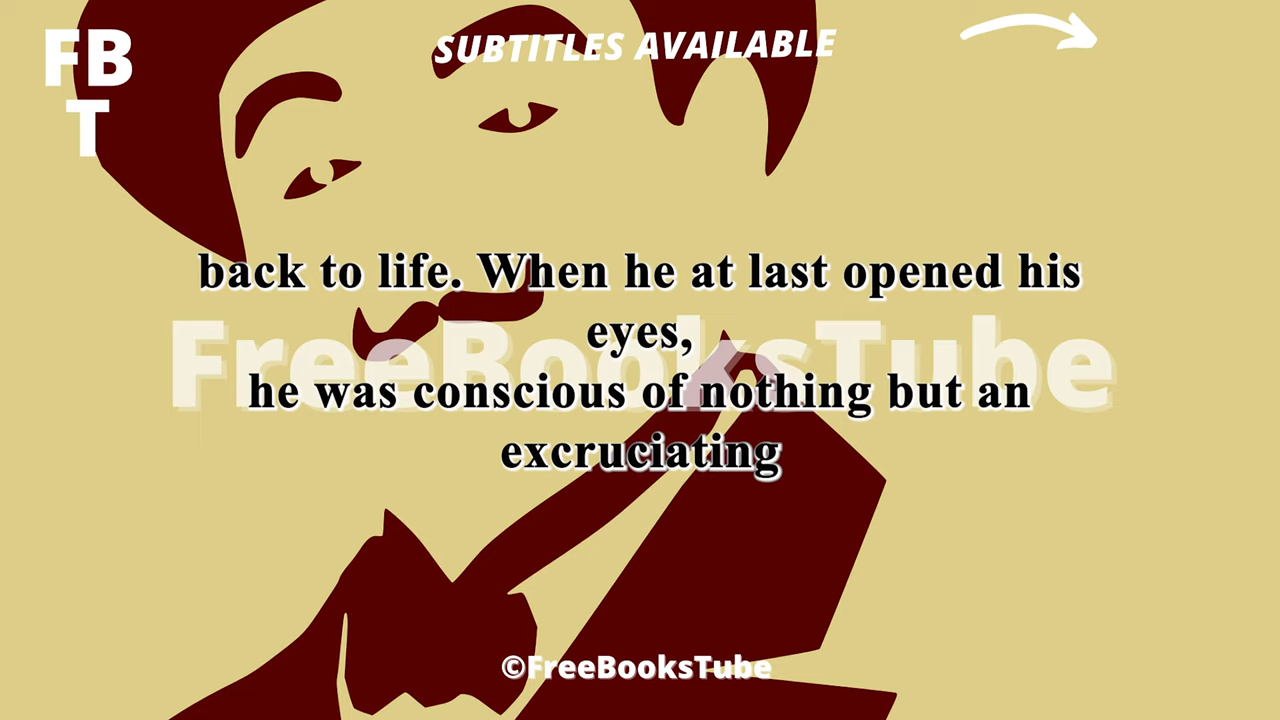 FB
T
SUBTITLES AVAILABLE
back to life. When he at last opened his
eyes,
FreeBooksTube
he was conscious of nothing but an
excruciating
©FreeBooksTube